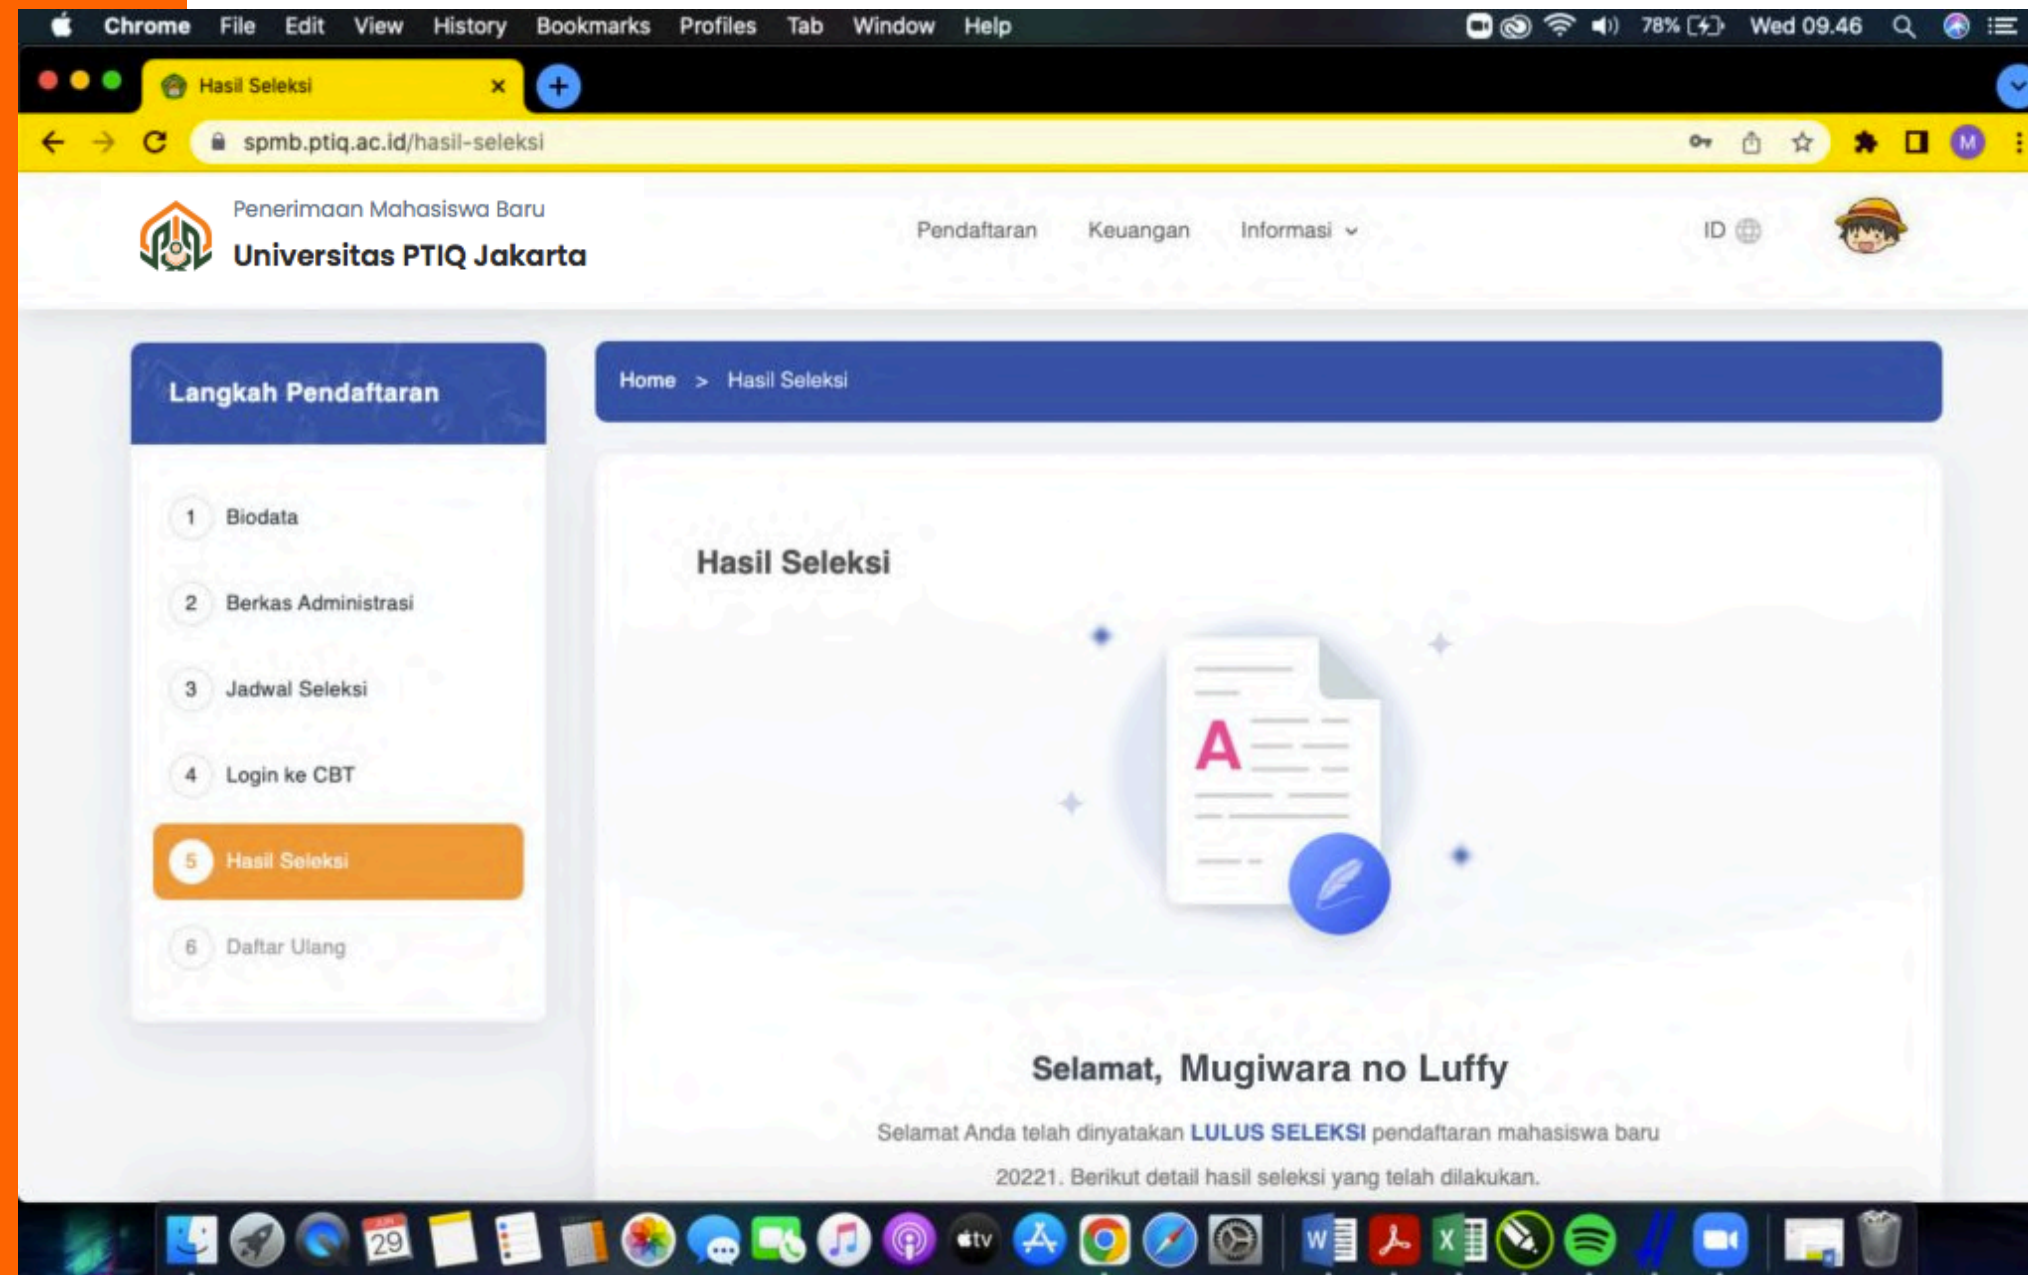 Chrome File Edit View History Bookmarks Profiles Tab Window Help 78% Wed 09.46
Hasil Seleksi
spmb.ptiq.ac.id/hasil-seleksi
M
Penerimaan Mahasiswa Baru
Universitas PTIQ Jakarta
Pendaftaran Keuangan Informasi ID
Langkah Pendaftaran
1 Biodata
2 Berkas Administrasi
3 Jadwal Seleksi
4 Login ke CBT
5 Hasil Seleksi
6 Daftar Ulang
Home > Hasil Seleksi
Hasil Seleksi
A
Selamat, Mugiwara no Luffy
Selamat Anda telah dinyatakan LULUS SELEKSI pendaftaran mahasiswa baru
20221. Berikut detail hasil seleksi yang telah dilakukan.
JUN
29
tv
W
X